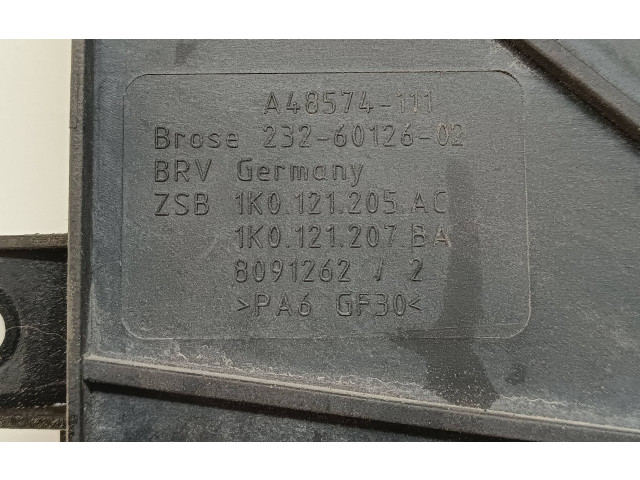 A48574-111
Brose 232-60126-02
BRV Germany
ZSB 1K0.121.205.AC
1K0.121.207 BA
8091262 / 2
>PA6 GF30<